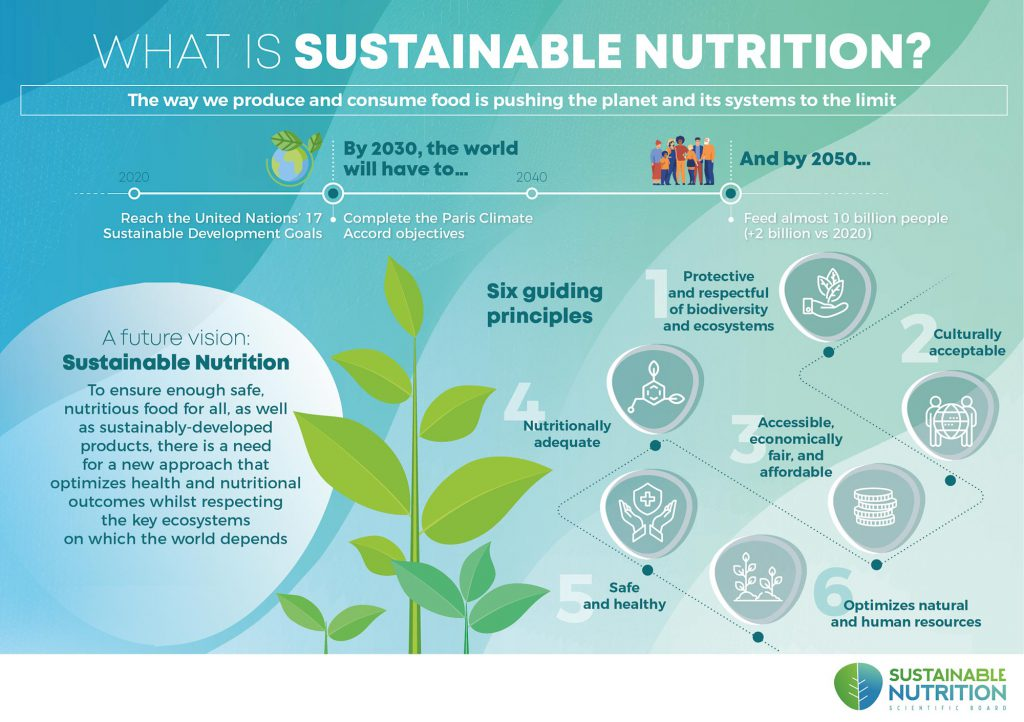 WHAT IS SUSTAINABLE NUTRITION?
The way we produce and consume food is pushing the planet and its systems to the limit
2020
By 2030, the world
will have to...
2040
And by 2050...
Reach the United Nations' 17
Sustainable Development Goals
Complete the Paris Climate
Accord objectives
Feed almost 10 billion people
(+2 billion vs 2020)
A future vision:
Sustainable Nutrition
To ensure enough safe,
nutritious food for all, as well
as sustainably-developed
products, there is a need
for a new approach that
optimizes health and nutritional
outcomes whilst respecting
the key ecosystems
on which the world depends
Six guiding
principles
1
Protective
and respectful
of biodiversity
and ecosystems
2
Culturally
acceptable
3
Accessible,
economically
fair, and
affordable
4
Nutritionally
adequate
5
Safe
and healthy
6
Optimizes natural
and human resources
SUSTAINABLE
NUTRITION
SCIENTIFIC BOARD